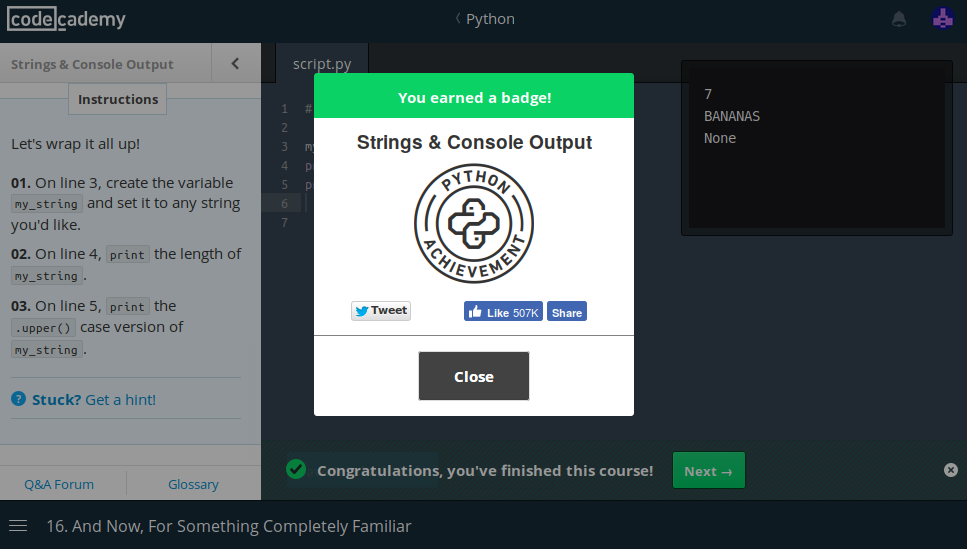 codecademy
Python
Strings & Console Output
script.py
Instructions
Let's wrap it all up!
01. On line 3, create the variable
my_string and set it to any string
you'd like.
02. On line 4, print the length of
my_string.
03. On line 5, print the
.upper() case version of
my_string.
? Stuck? Get a hint!
Q&A Forum
Glossary
1 #
2
3 my
4 p
5 p
6
7
7
BANANAS
None
You earned a badge!
Strings & Console Output
PYTHON
ACHIEVEMENT
Tweet
Like 507K
Share
Close
Congratulations, you've finished this course!
Next →
16. And Now, For Something Completely Familiar